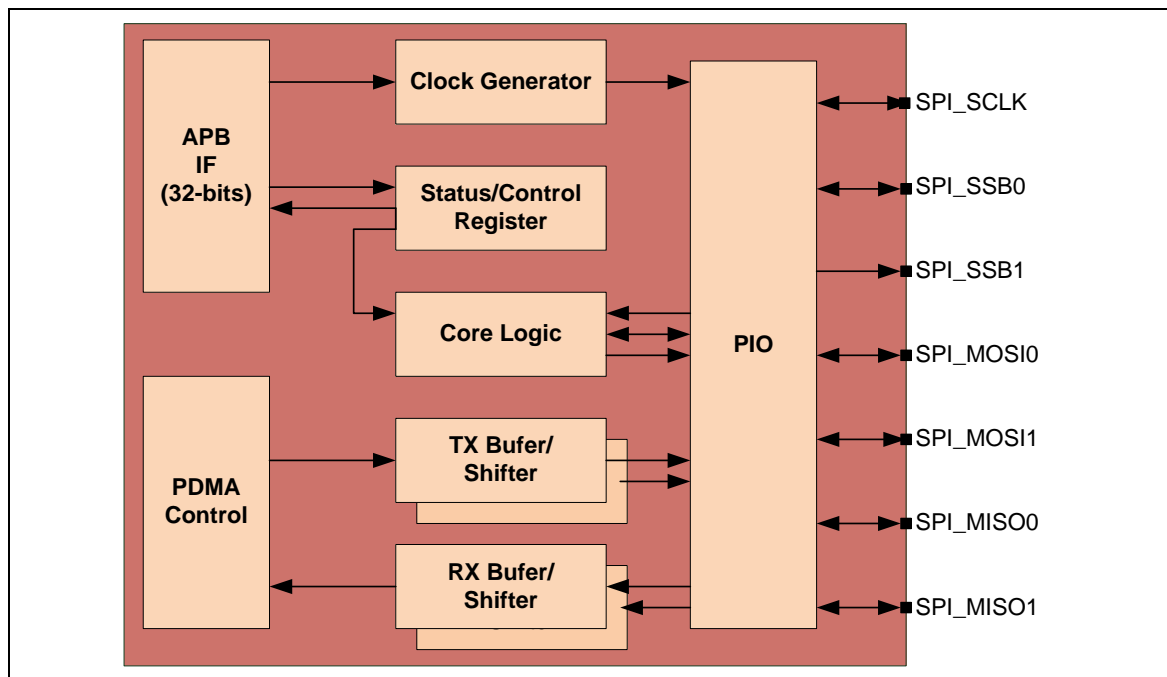 APB
IF
(32-bits)
Clock Generator
Status/Control
Register
Core Logic
PDMA
Control
TX Bufer/
Shifter
RX Bufer/
Shifter
PIO
SPI_SCLK
SPI_SSB0
SPI_SSB1
SPI_MOSI0
SPI_MOSI1
SPI_MISO0
SPI_MISO1